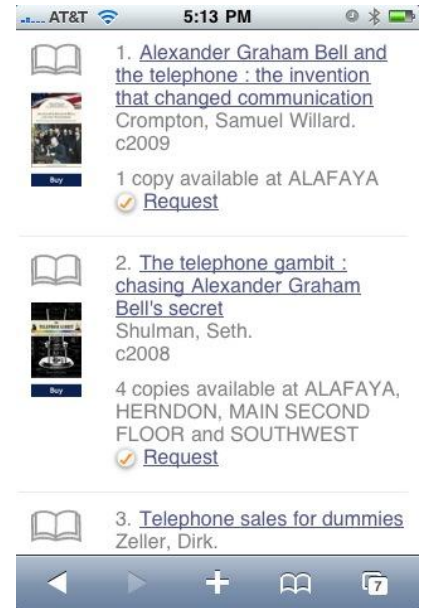 AT&T 5:13 PM
1. Alexander Graham Bell and
the telephone : the invention
that changed communication
Crompton, Samuel Willard.
c2009
Buy
1 copy available at ALAFAYA
Request
2. The telephone gambit :
chasing Alexander Graham
Bell's secret
Shulman, Seth.
c2008
TELEPHONE GAMBIT
Buy
4 copies available at ALAFAYA,
HERNDON, MAIN SECOND
FLOOR and SOUTHWEST
Request
3. Telephone sales for dummies
Zeller, Dirk.
7